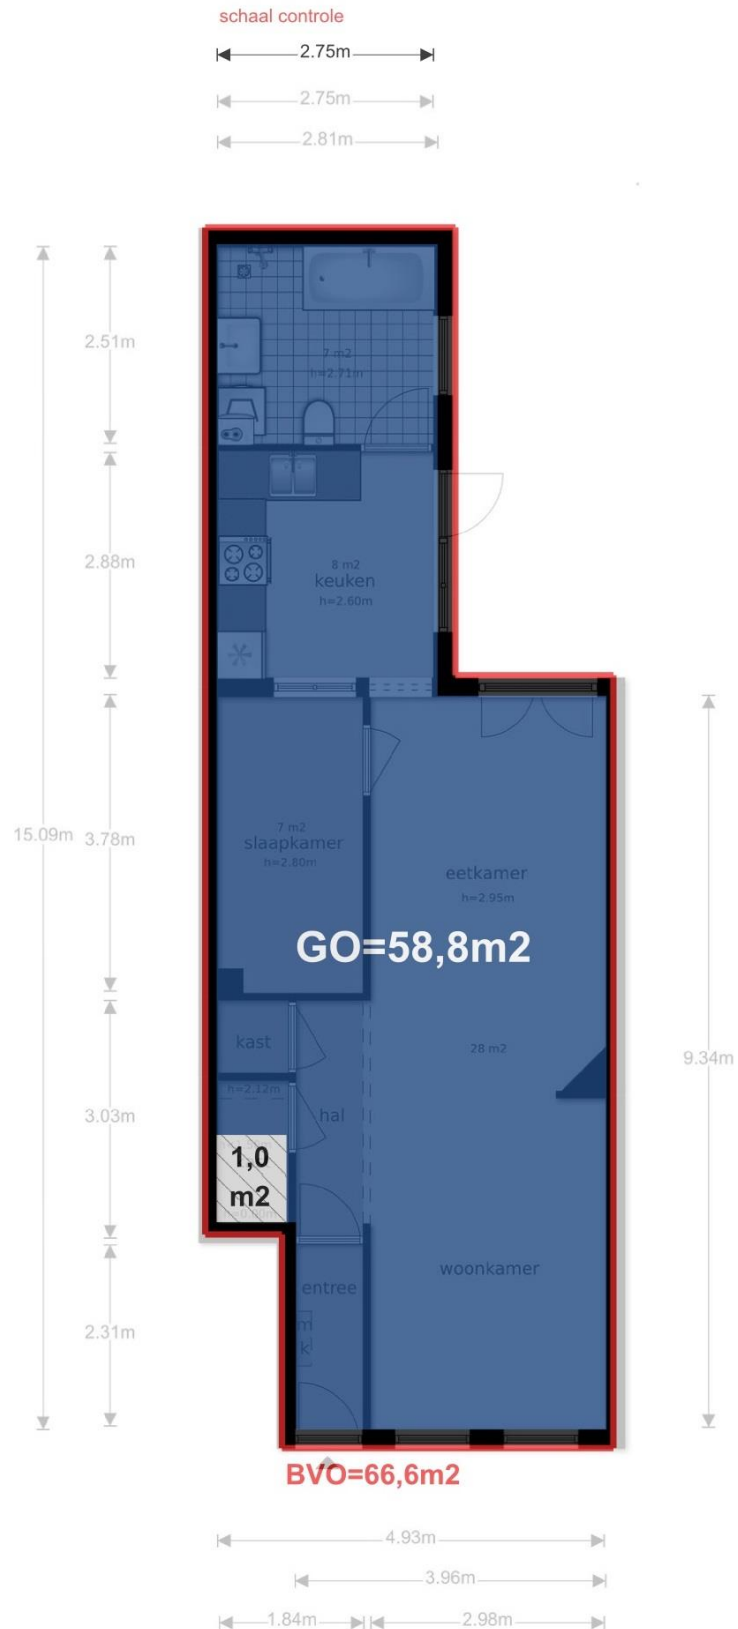 schaal controle
2.75m
2.75m
2.81m
2.51m
7 m2
h=2.71m
2.88m
8 m2
keuken
h=2.60m
15.09m
3.78m
7 m2
slaapkamer
h=2.80m
eetkamer
h=2.95m
GO=58,8m2
kast
28 m2
9.34m
h=2.12m
3.03m
hal
1,0
m2
woonkamer
entree
m
k
2.31m
BVO=66,6m2
4.93m
3.96m
1.84m
2.98m